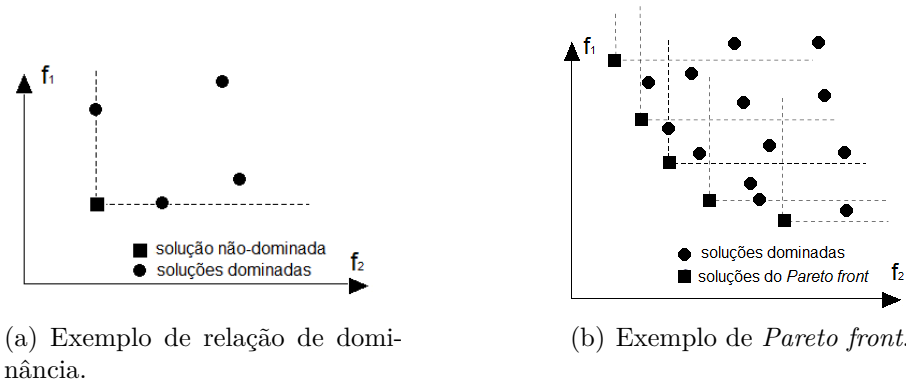 f1
f2
solução não-dominada
soluções dominadas
(a) Exemplo de relação de domi-
nância.
f1
f2
soluções dominadas
soluções do Pareto front
(b) Exemplo de Pareto front.